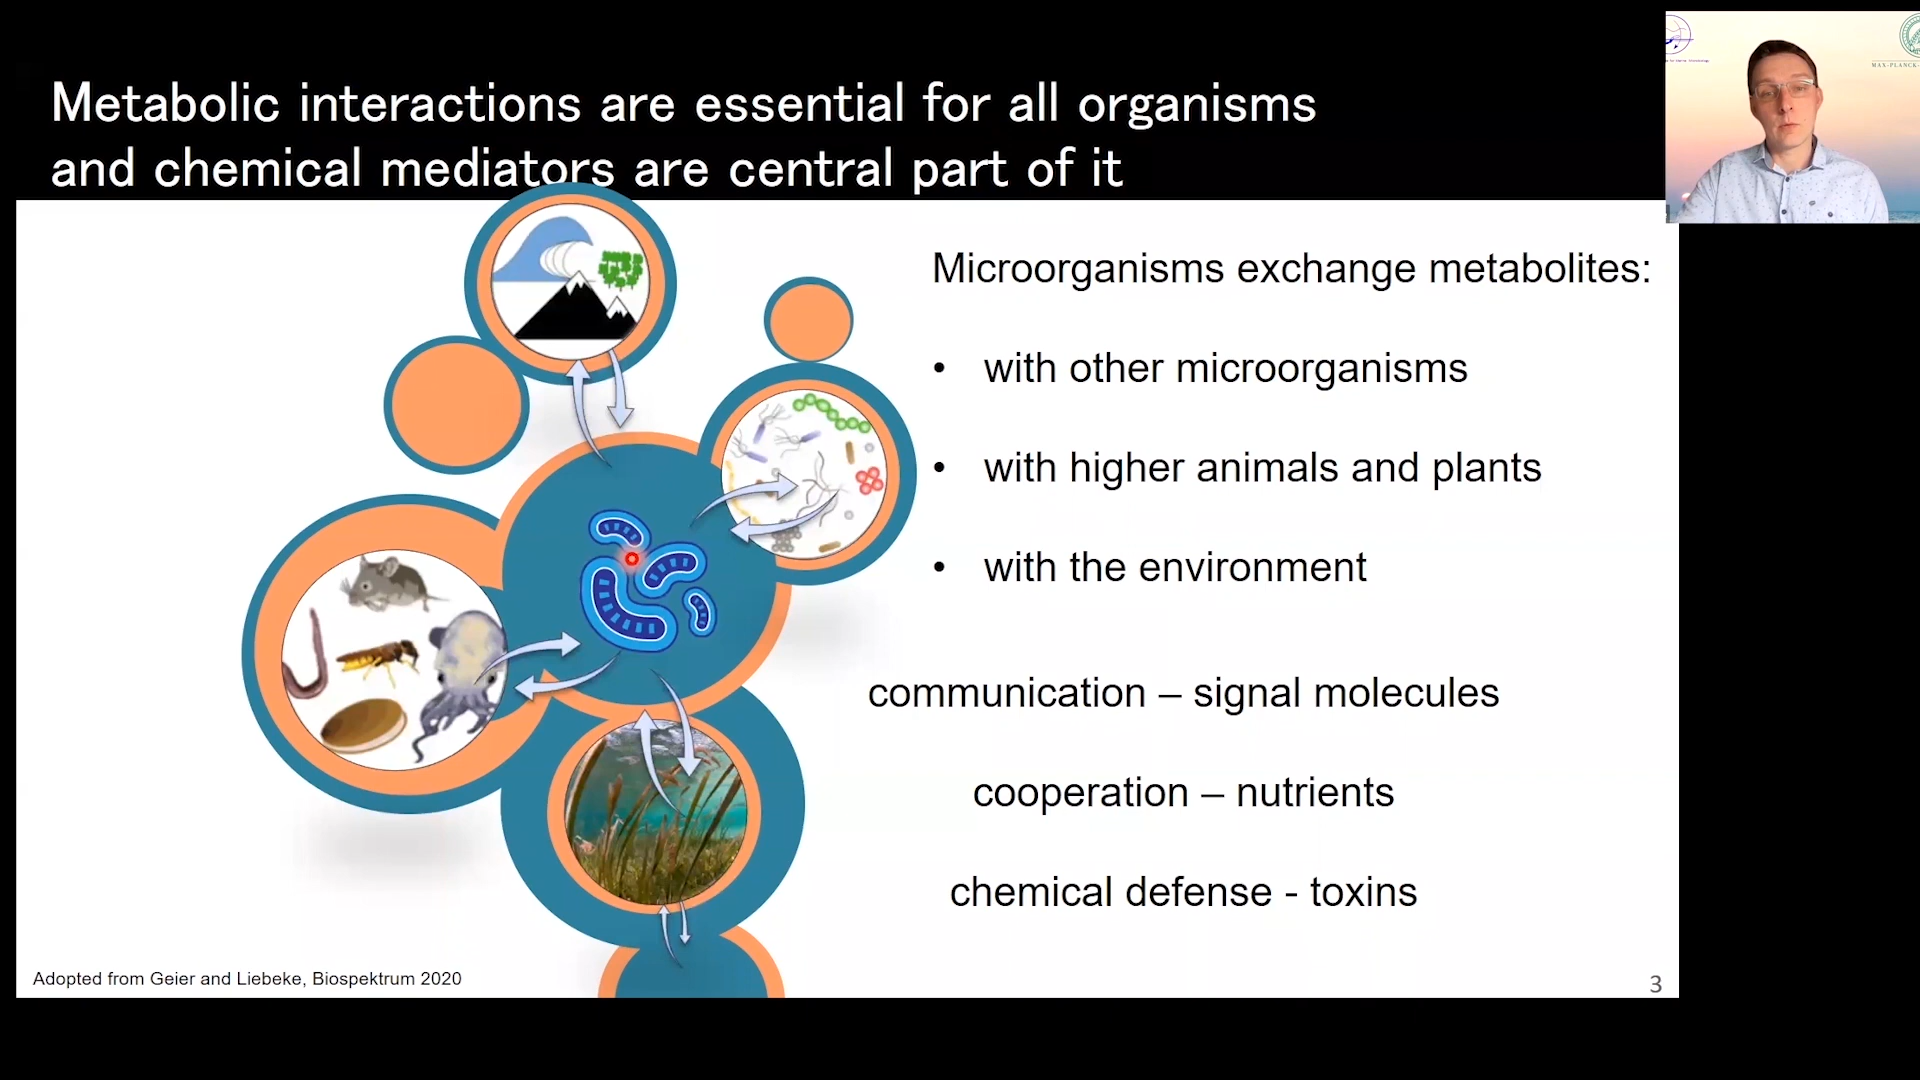 Metabolic interactions are essential for all organisms
and chemical mediators are central part of it
Microorganisms exchange metabolites:
• with other microorganisms
• with higher animals and plants
• with the environment
communication – signal molecules
cooperation – nutrients
chemical defense - toxins
Adopted from Geier and Liebeke, Biospektrum 2020
3
MAX-PLANCK-